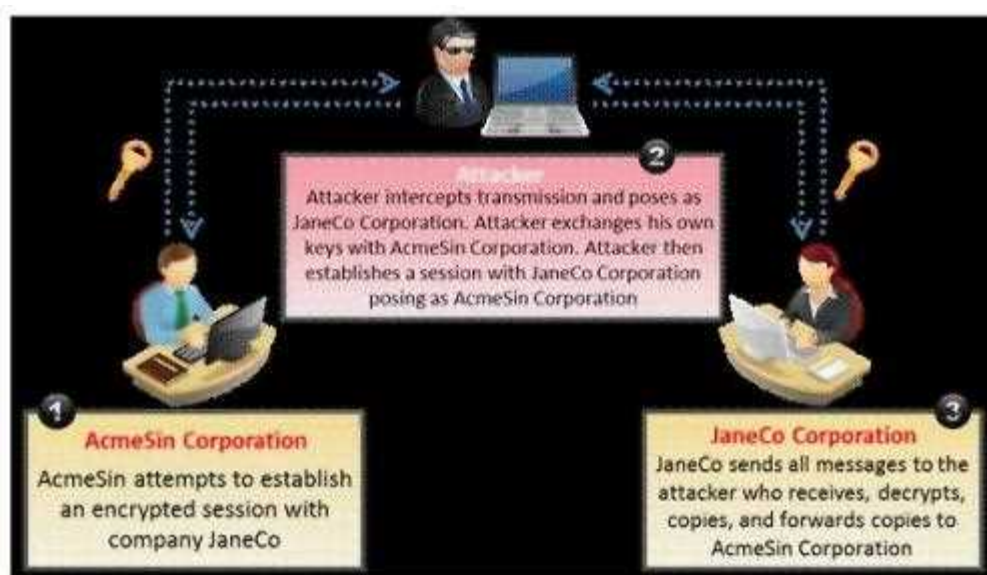 2
Attacker
Attacker intercepts transmission and poses as
JaneCo Corporation. Attacker exchanges his own
keys with AcmeSin Corporation. Attacker then
establishes a session with JaneCo Corporation
posing as AcmeSin Corporation
1
AcmeSin Corporation
AcmeSin attempts to establish
an encrypted session with
company JaneCo
3
JaneCo Corporation
JaneCo sends all messages to the
attacker who receives, decrypts,
copies, and forwards copies to
AcmeSin Corporation